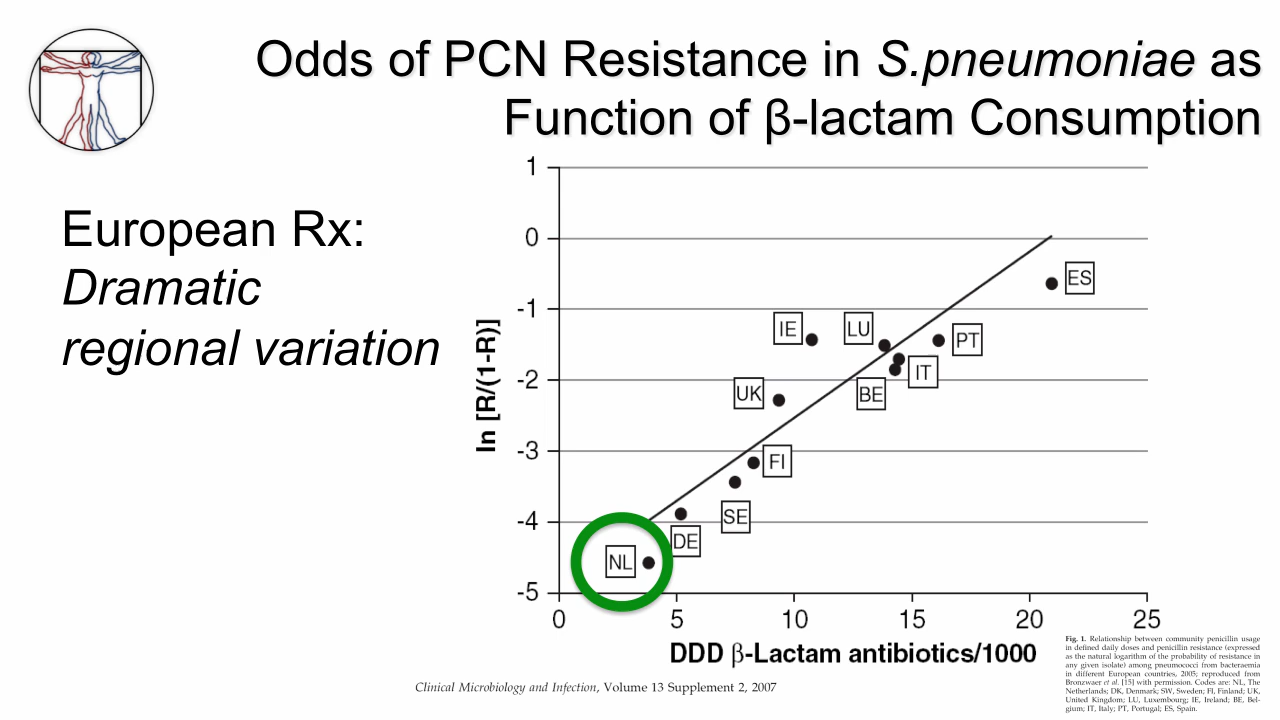 Odds of PCN Resistance in S.pneumoniae as
Function of β-lactam Consumption
European Rx:
Dramatic
regional variation
1
0
-1
-2
-3
-4
-5
ln [R/(1-R)]
ES
IE
LU
PT
IT
UK
BE
FI
SE
DE
NL
0 5 10 15 20 25
DDD β-Lactam antibiotics/1000
Fig. 1. Relationship between community penicillin usage
in defined daily doses and penicillin resistance (expressed
as the natural logarithm of the probability of resistance in
any given isolate) among pneumococci from bacteraemia
in different European countries, 2005; reproduced from
Bronzwaer et al. [15] with permission. Codes are: NL, The
Netherlands; DK, Denmark; SW, Sweden; FI, Finland; UK,
United Kingdom; LU, Luxembourg; IE, Ireland; BE, Bel-
gium; IT, Italy; PT, Portugal; ES, Spain.
Clinical Microbiology and Infection, Volume 13 Supplement 2, 2007